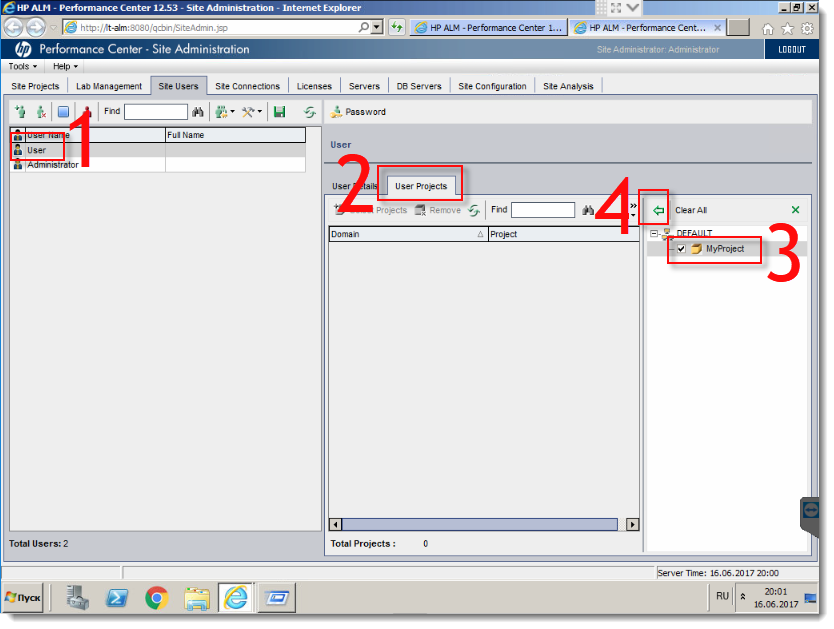 HP ALM - Performance Center 12.53 - Site Administration - Internet Explorer
http://lt-alm:8080/qcbin/SiteAdmin.jsp
HP ALM - Performance Center 1...
HP ALM - Performance Cent...
hp Performance Center - Site Administration
Site Administrator: Administrator
LOGOUT
Tools Help
Site Projects Lab Management Site Users Site Connections Licenses Servers DB Servers Site Configuration Site Analysis
Find
Password
1
User Name Full Name
User
Administrator
User
2
User Details User Projects
Select Projects Remove Find
4
Clear All
Domain Project
DEFAULT
MyProject
3
Total Users: 2
Total Projects : 0
Server Time: 16.06.2017 20:00
Пуск
RU
20:01
16.06.2017